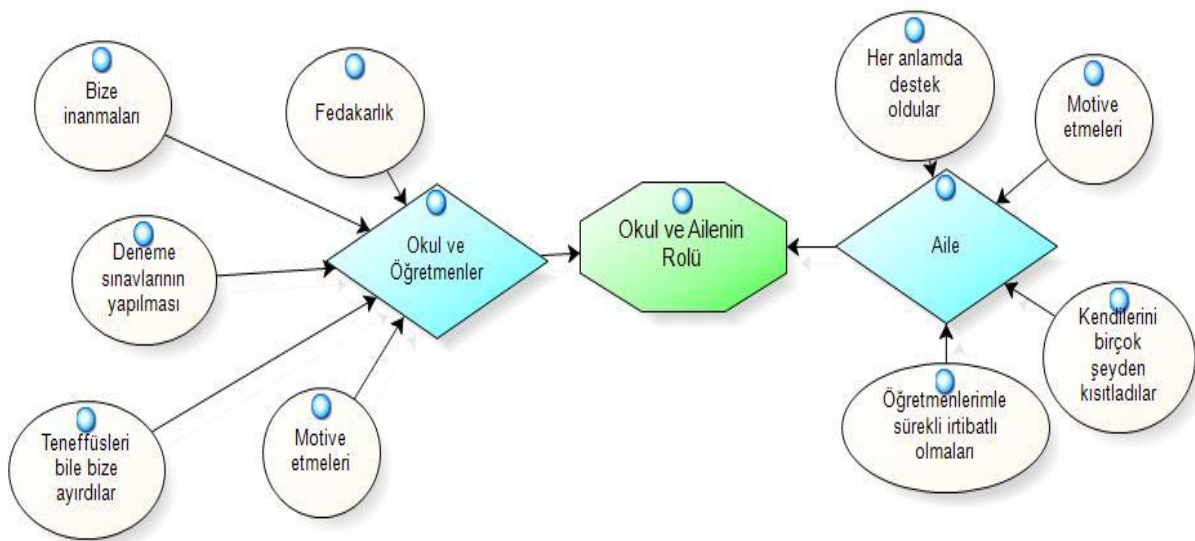 Bize
inanmaları
Fedakarlık
Deneme
sınavlarının
yapılması
Teneffüsleri
bile bize
ayırdılar
Motive
etmeleri
Okul ve
Öğretmenler
Okul ve Ailenin
Rolü
Her anlamda
destek
oldular
Motive
etmeleri
Aile
Kendilerini
birçok
şeyden
kısıtladılar
Öğretmenlerimle
sürekli irtibatlı
olmaları